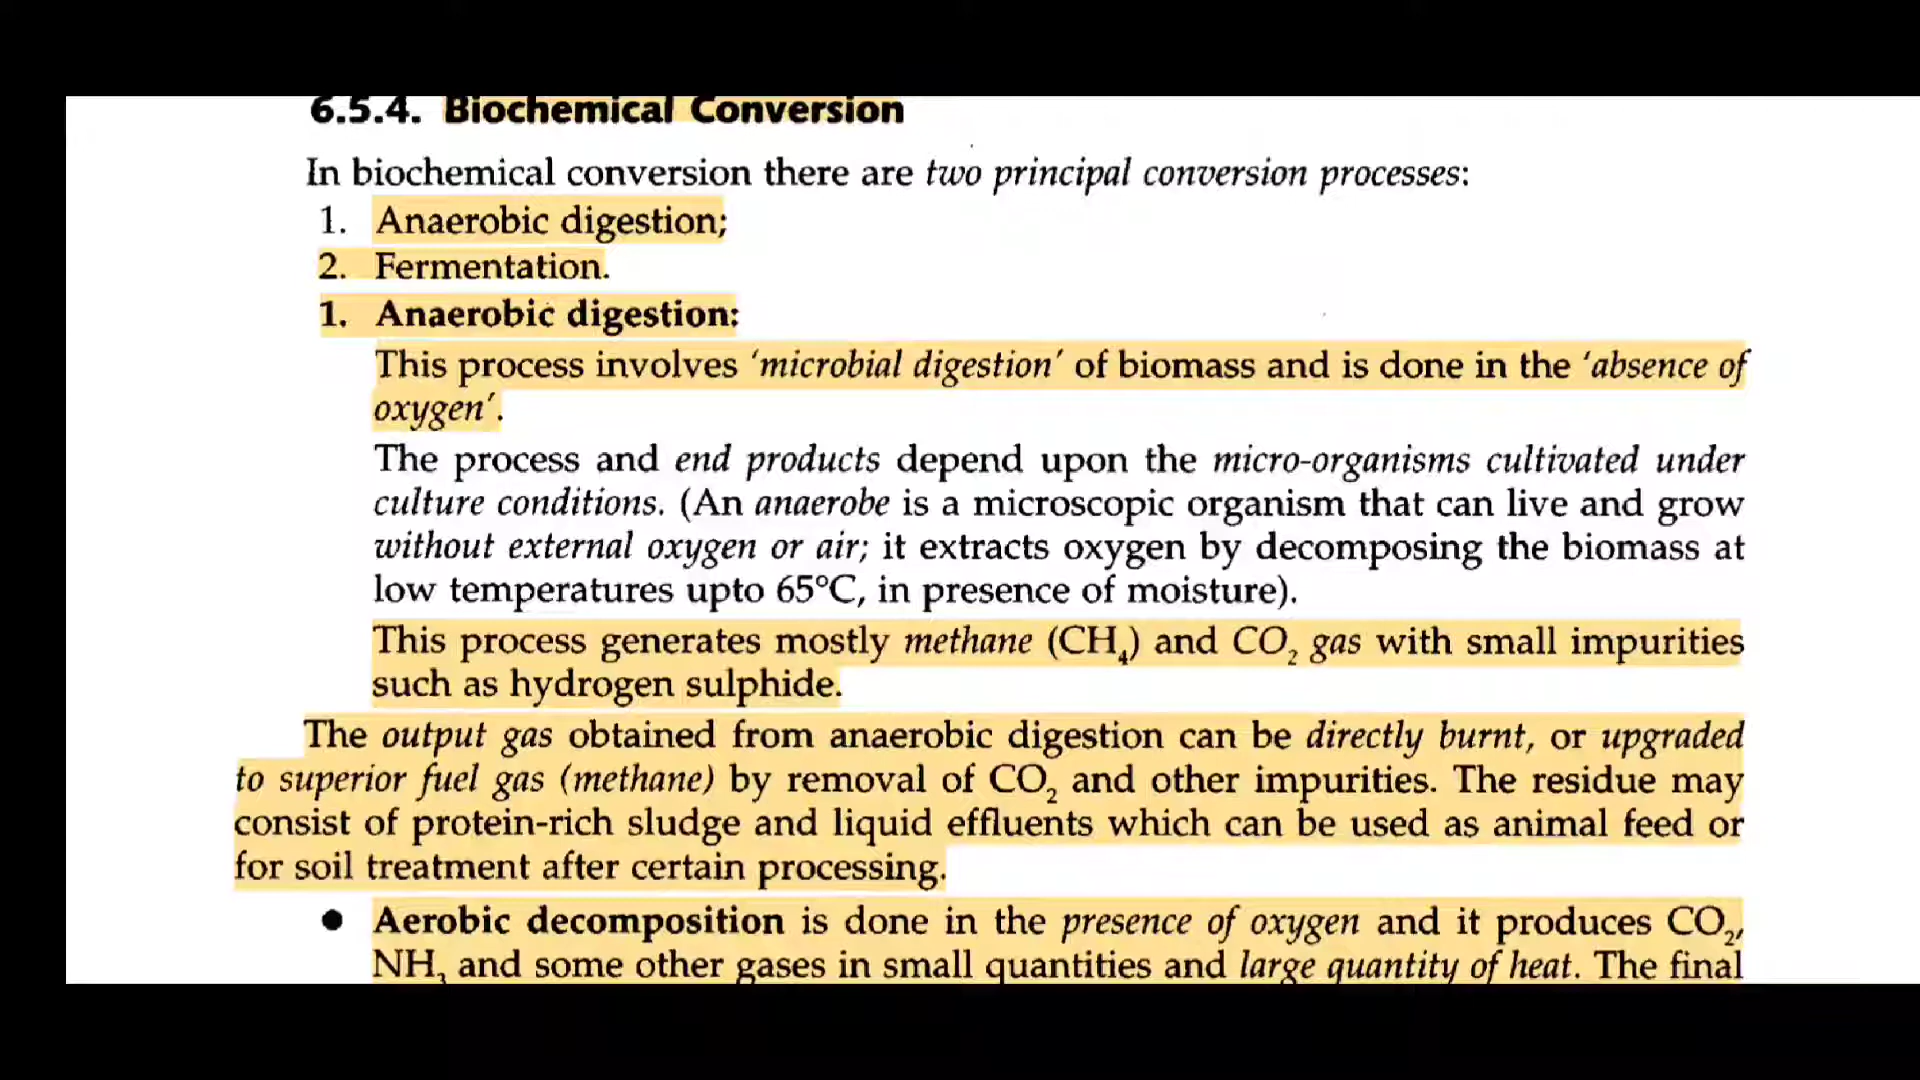 6.5.4. Biochemical Conversion
In biochemical conversion there are two principal conversion processes:
1. Anaerobic digestion;
2. Fermentation.
1. Anaerobic digestion:
This process involves ‘microbial digestion’ of biomass and is done in the ‘absence of
oxygen’.
The process and end products depend upon the micro-organisms cultivated under
culture conditions. (An anaerobe is a microscopic organism that can live and grow
without external oxygen or air; it extracts oxygen by decomposing the biomass at
low temperatures upto 65°C, in presence of moisture).
This process generates mostly methane (CH₄) and CO₂ gas with small impurities
such as hydrogen sulphide.
The output gas obtained from anaerobic digestion can be directly burnt, or upgraded
to superior fuel gas (methane) by removal of CO₂ and other impurities. The residue may
consist of protein-rich sludge and liquid effluents which can be used as animal feed or
for soil treatment after certain processing.
● Aerobic decomposition is done in the presence of oxygen and it produces CO₂,
NH₃ and some other gases in small quantities and large quantity of heat. The final